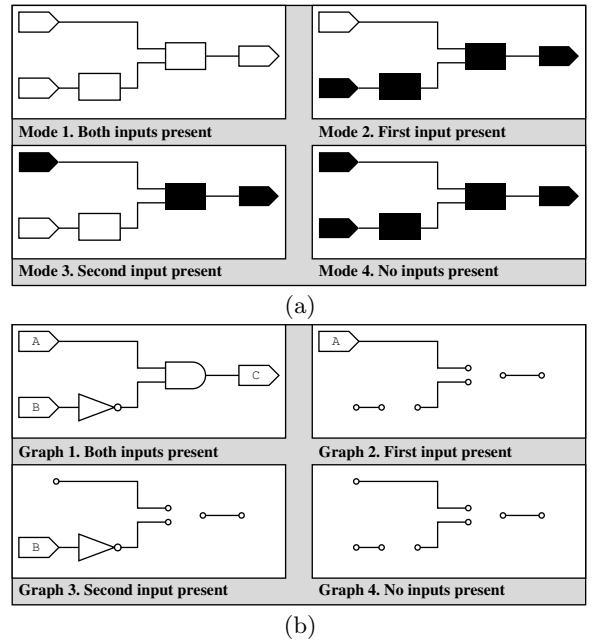 Mode 1. Both inputs present
Mode 2. First input present
Mode 3. Second input present
Mode 4. No inputs present
(a)
A
B
C
Graph 1. Both inputs present
A
Graph 2. First input present
B
Graph 3. Second input present
Graph 4. No inputs present
(b)